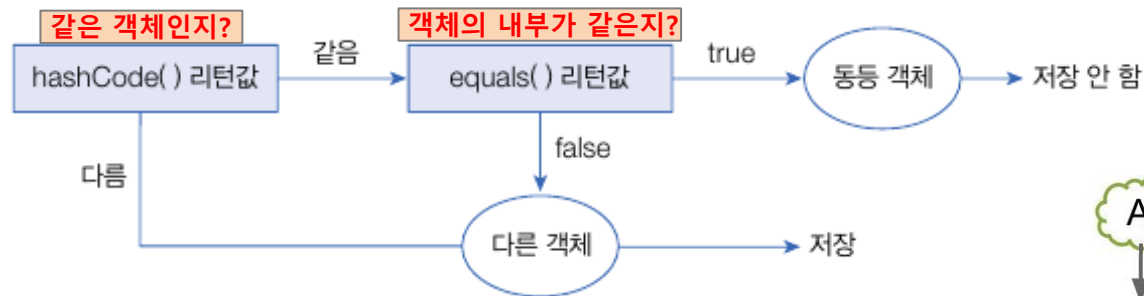 같은 객체인지?
객체의 내부가 같은지?
hashCode( ) 리턴값
같음
equals( ) 리턴값
true
동등 객체
저장 안 함
다름
false
다른 객체
저장
A